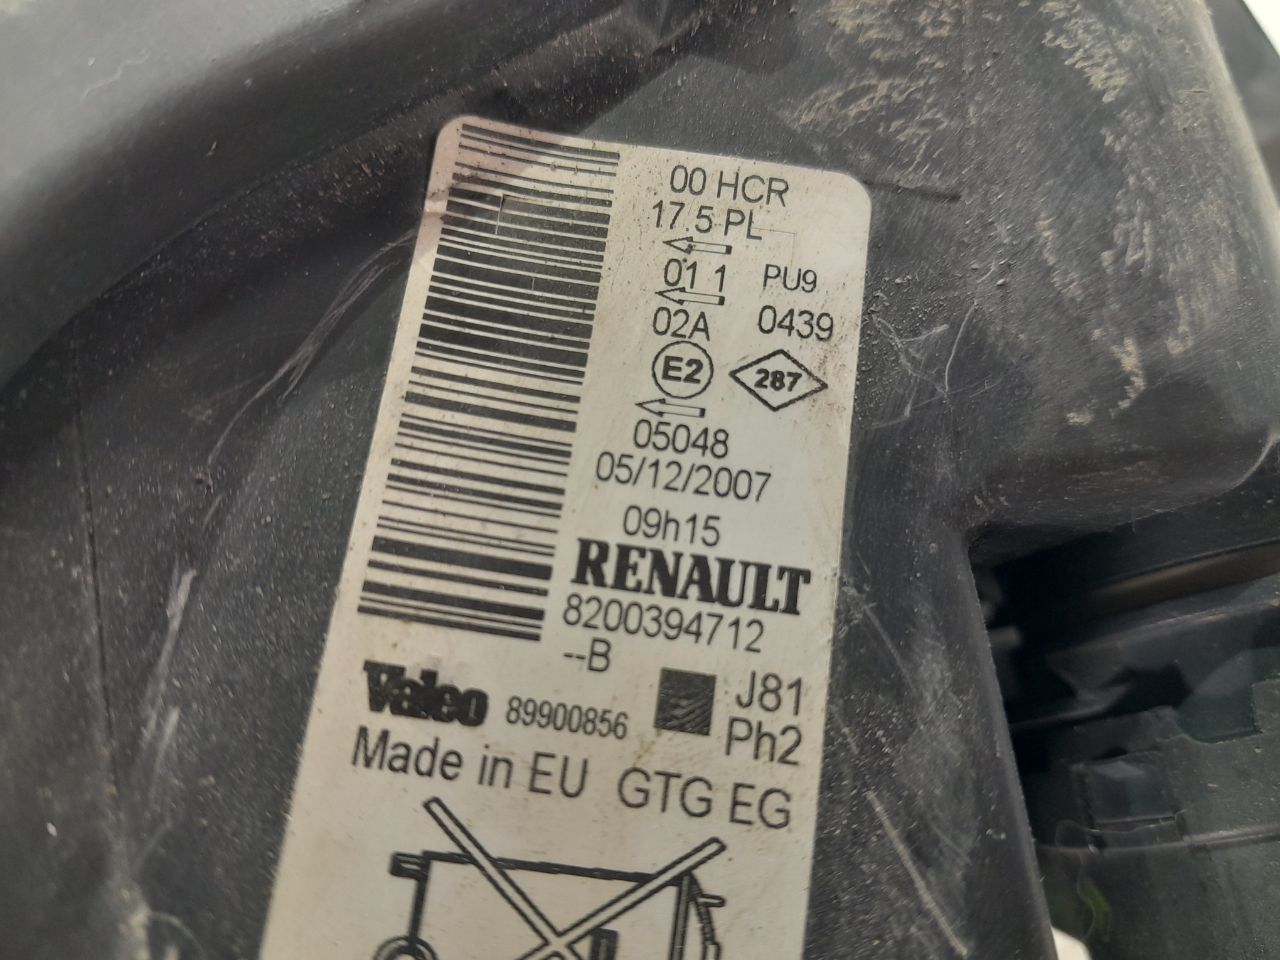 00 HCR
17.5 PL
01 1 PU9
02A 0439
E2 287
05048
05/12/2007
09h15
RENAULT
8200394712
--B
J81
Valeo 89900856
Ph2
Made in EU GTG EG